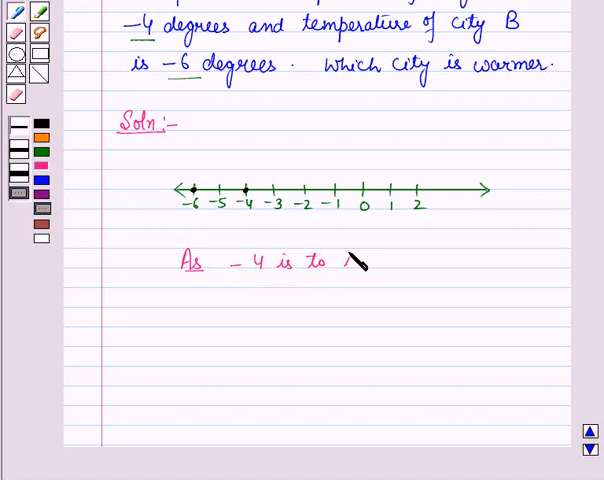 -4 degrees and temperature of city B
is -6 degrees. Which city is warmer.
Soln:-
-6 -5 -4 -3 -2 -1 0 1 2
As -4 is to